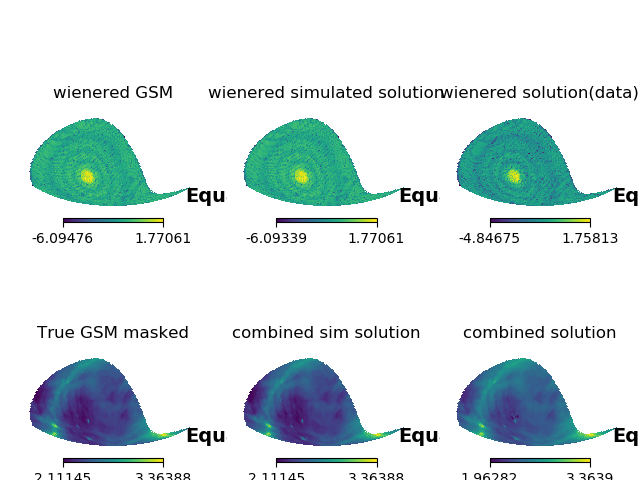 wienered GSM
wienered simulated solution
wienered solution(data)
Equ
Equ
Eq
-6.09476 1.77061
-6.09339 1.77061
-4.84675 1.75813
True GSM masked
combined sim solution
combined solution
Equ
Equ
Eq
2.11145 3.36388
2.11145 3.36388
1.96282 3.3639